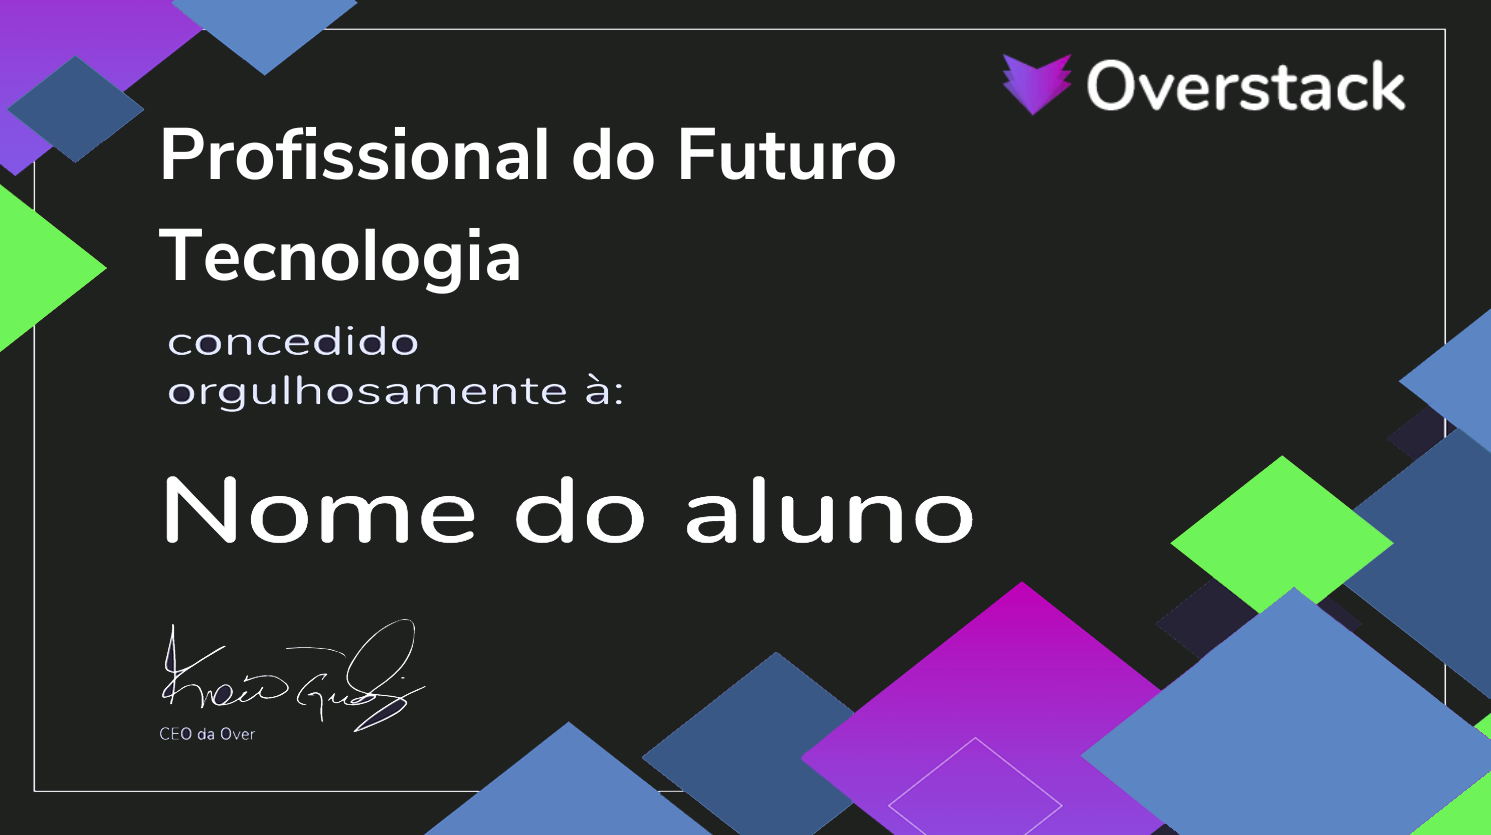 Overstack
Profissional do Futuro
Tecnologia
concedido
orgulhosamente à:
Nome do aluno
CEO da Over